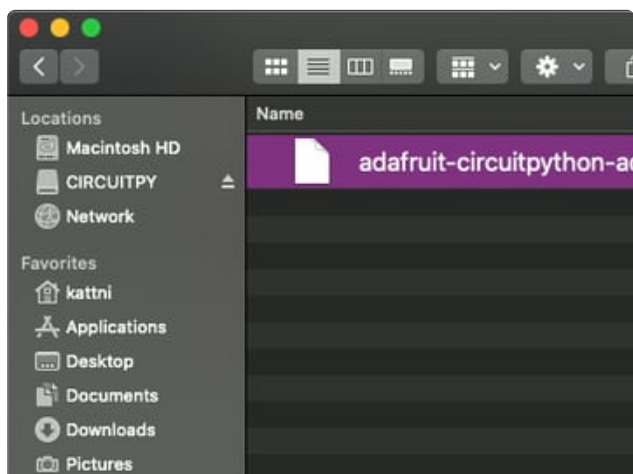 Name
adafruit-circuitpython-
Locations
Macintosh HD
CIRCUITPY
Network
Favorites
kattni
Applications
Desktop
Documents
Downloads
Pictures